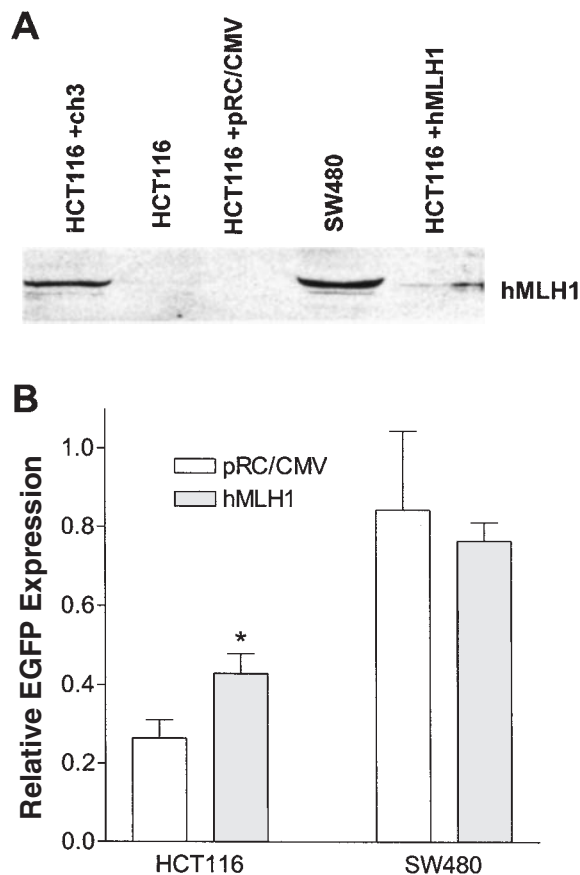 A
HCT116 +ch3
HCT116
HCT116 +pRC/CMV
SW480
HCT116 +hMLH1
hMLH1
B
Relative EGFP Expression
1.0
0.8
0.6
0.4
0.2
0.0
pRC/CMV
hMLH1
*
HCT116
SW480